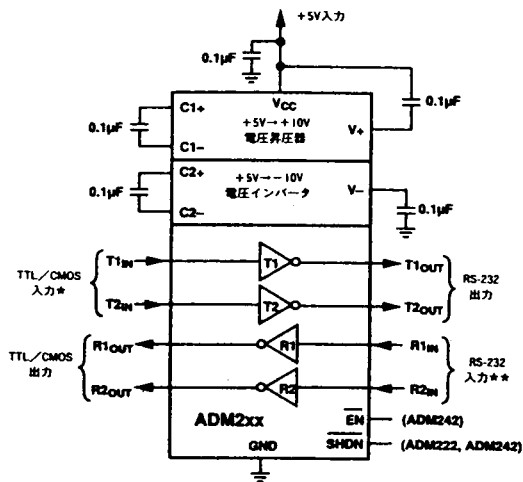 +5V入力
0.1µF
C1+
VCC
0.1µF
+5V→+10V
電圧昇圧器
V+
0.1µF
C1−
C2+
+5V→−10V
電圧インバータ
V−
0.1µF
C2−
0.1µF
TTL/CMOS
入力★
T1IN
T1
T1OUT
RS-232
出力
T2IN
T2
T2OUT
TTL/CMOS
出力
R1OUT
R1
R1IN
RS-232
入力★★
R2OUT
R2
R2IN
ADM2xx
EN
(ADM242)
GND
SHDN
(ADM222, ADM242)